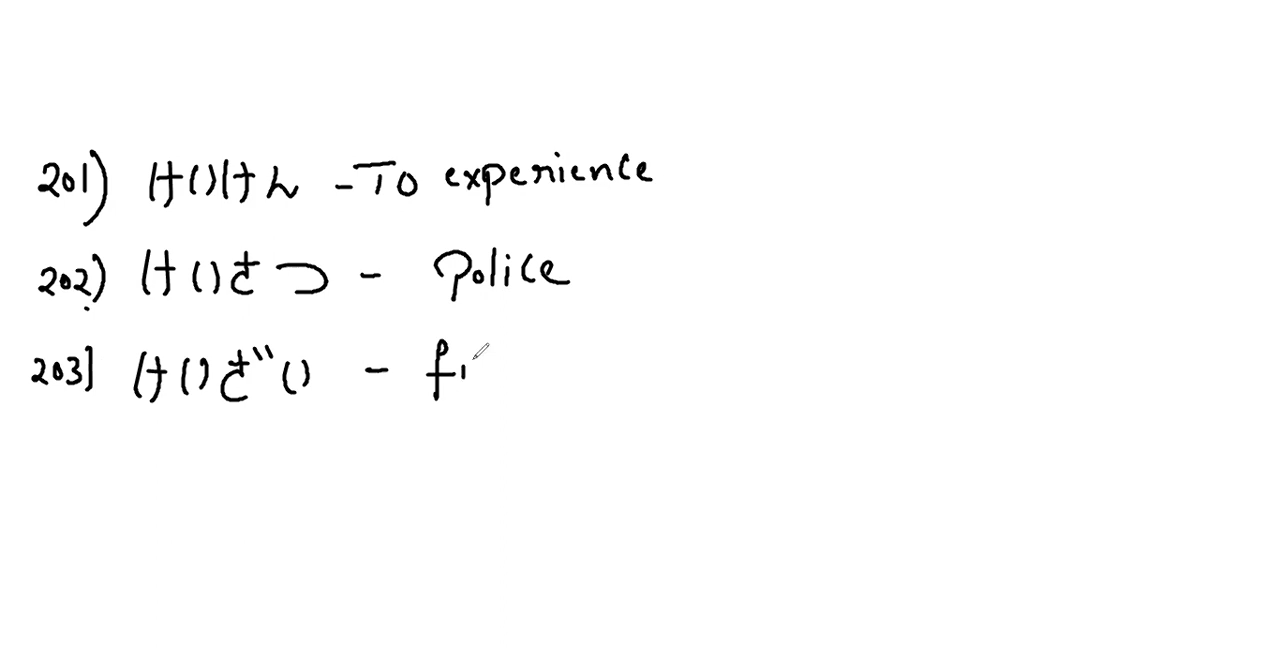 201) けいけん - To experience
202) けいさつ - Police
203] けいざい - fi